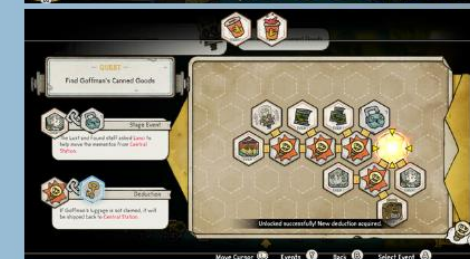 QUEST
Find Goffman's Canned Goods
Stage Event
The Lost and Found staff asked Lunai to
help move the mementos from Central
Station.
Deduction
If Goffman's luggage is not claimed, it will
be shipped back to Central Station.
Unlocked successfully! New deduction acquired.
Move Cursor
Events
Back
Select Event